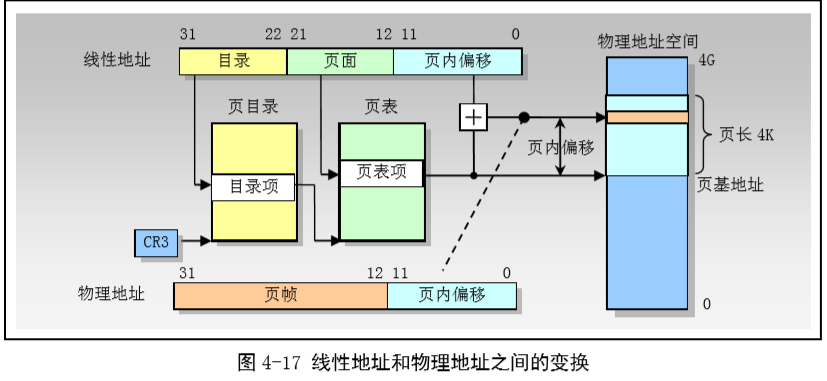 31 22 21 12 11 0
物理地址空间
线性地址 目录 页面 页内偏移
4G
页目录 页表
页长 4K
页内偏移
目录项 页表项
页基地址
CR3
31 12 11 0
物理地址 页帧 页内偏移
0
图 4-17 线性地址和物理地址之间的变换